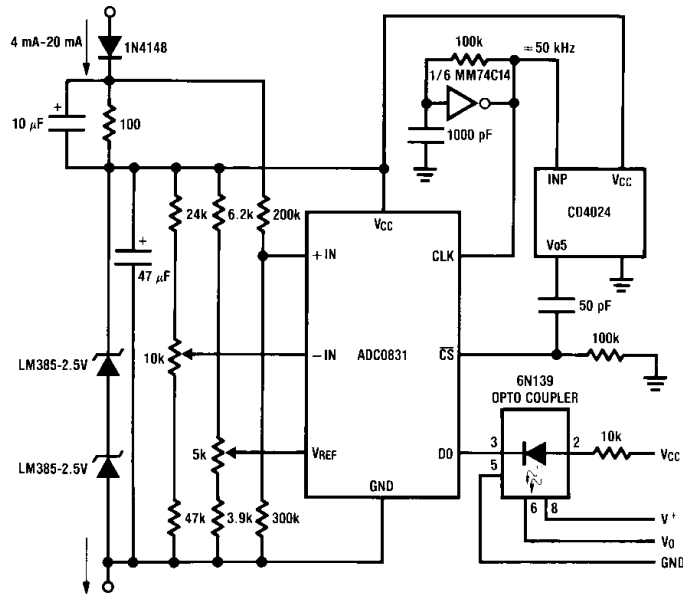 4 mA-20 mA
1N4148
10 µF
+
100
100k
≈50 kHz
1/6 MM74C14
1000 pF
INP
VCC
CD4024
VO5
24k
6.2k
200k
VCC
+IN
CLK
+
47 µF
50 pF
LM385-2.5V
10k
−IN
ADC0831
CS
100k
6N139
OPTO COUPLER
LM385-2.5V
5k
VREF
DO
3
2
10k
VCC
5
GND
6
8
47k
3.9k
300k
V+
VO
GND